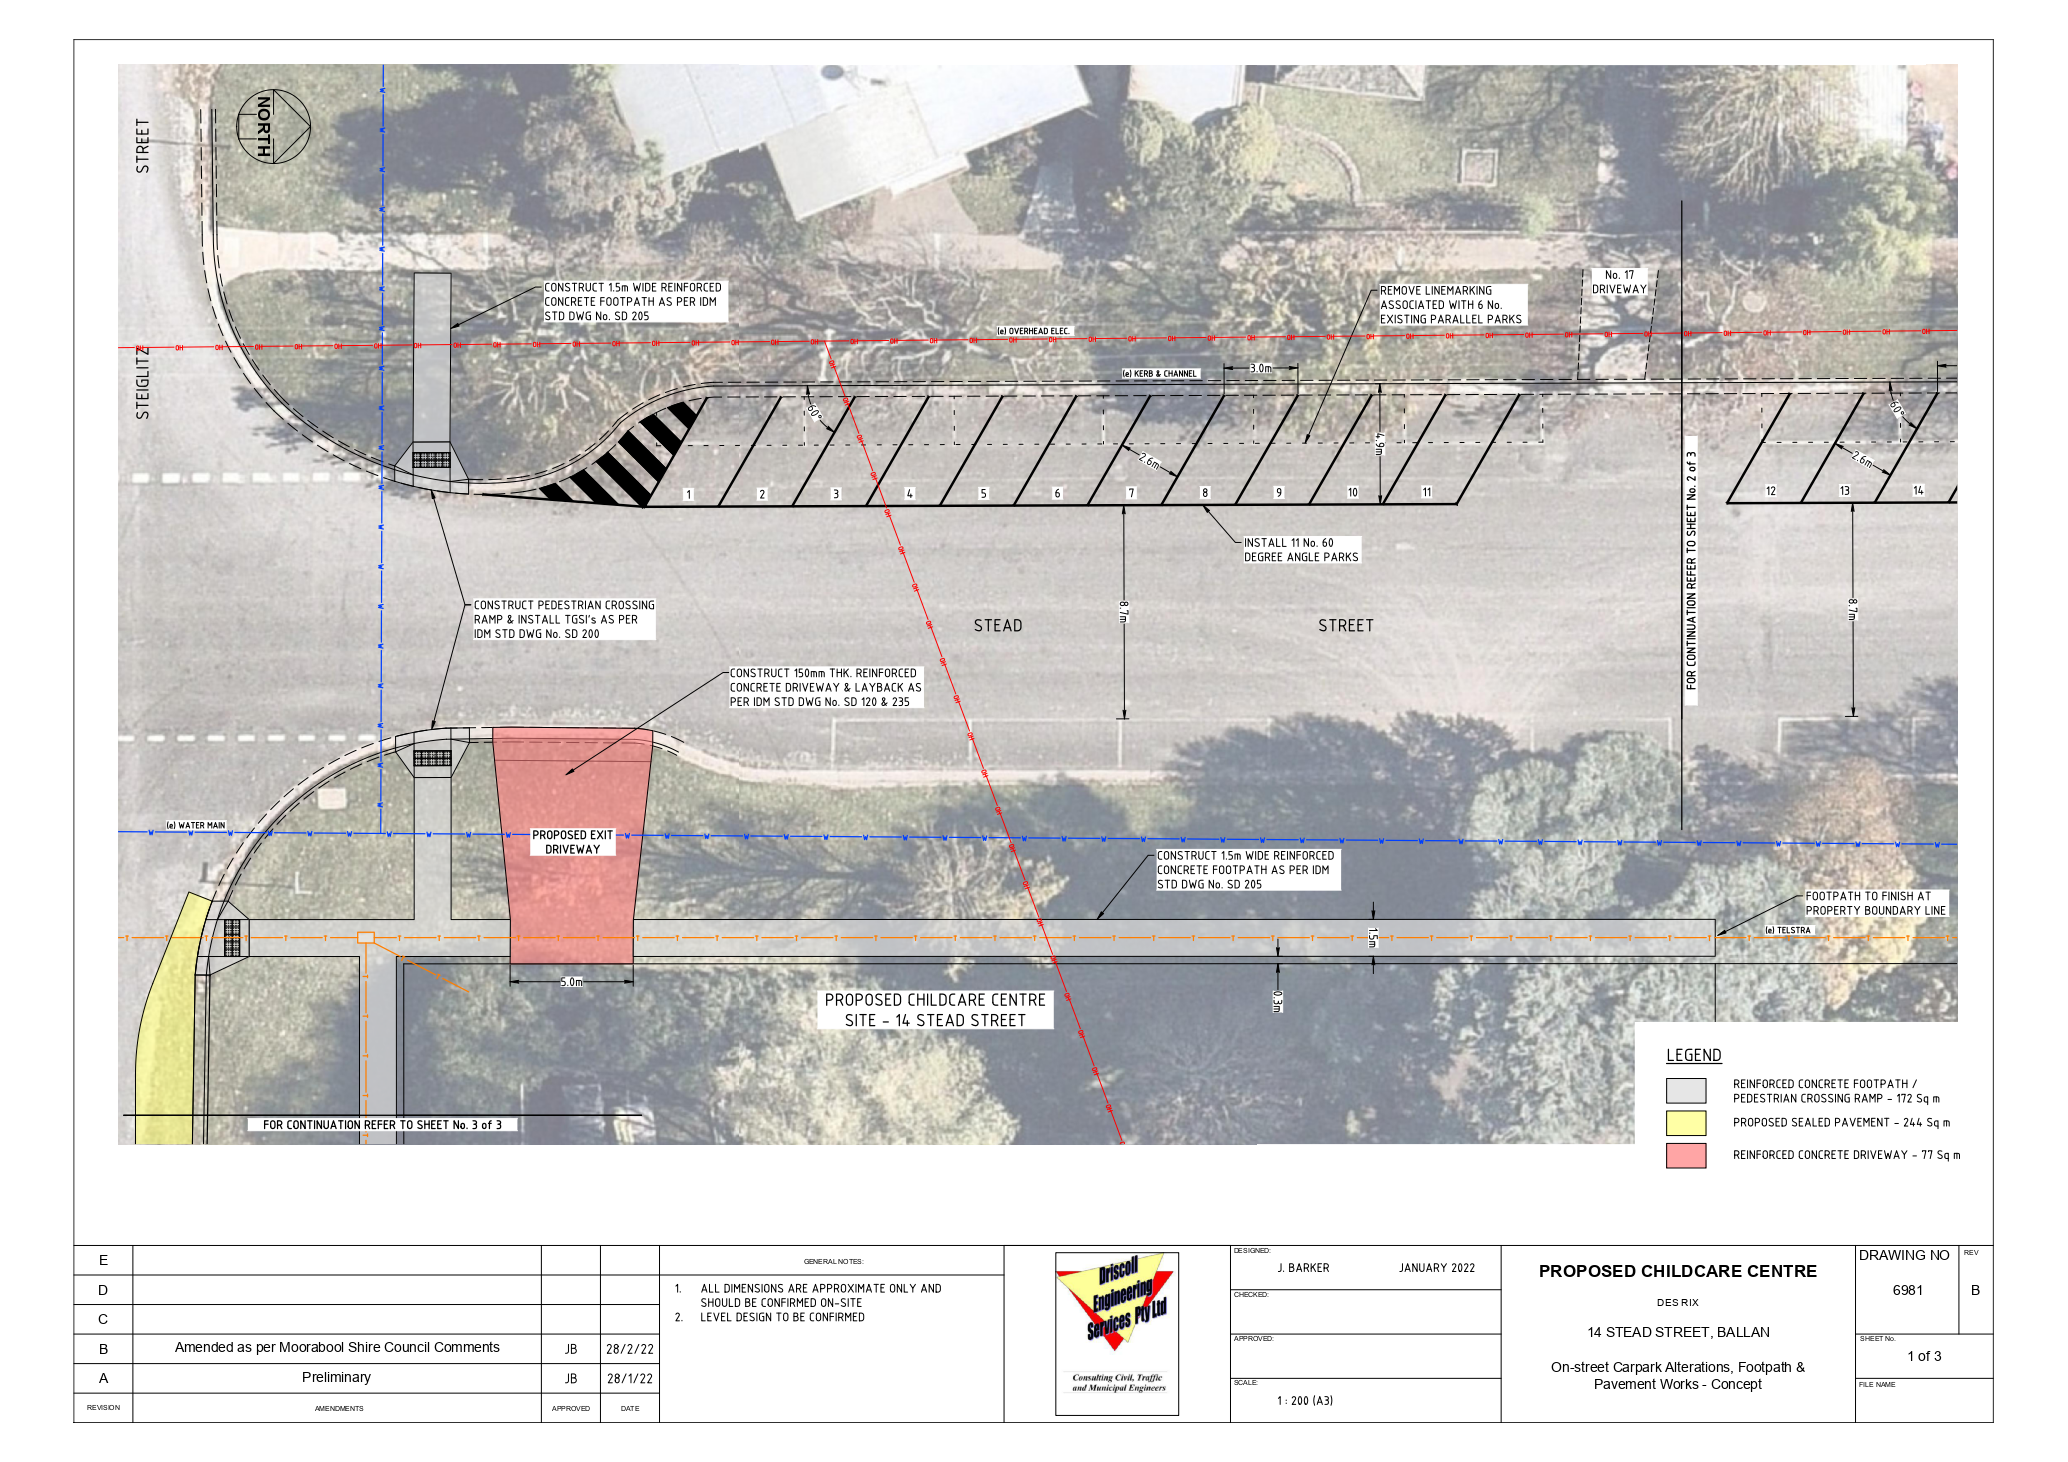 STREET
STEIGLITZ
NORTH
CONSTRUCT 1.5m WIDE REINFORCED
CONCRETE FOOTPATH AS PER IDM
STD DWG No. SD 205
(e) OVERHEAD ELEC.
REMOVE LINEMARKING
ASSOCIATED WITH 6 No.
EXISTING PARALLEL PARKS
No. 17
DRIVEWAY
(e) KERB & CHANNEL
3.0m
60°
4.9m
2.6m
60°
2.6m
1
2
3
4
5
6
7
8
9
10
11
12
13
14
INSTALL 11 No. 60
DEGREE ANGLE PARKS
FOR CONTINUATION REFER TO SHEET No. 2 of 3
CONSTRUCT PEDESTRIAN CROSSING
RAMP & INSTALL TGSI's AS PER
IDM STD DWG No. SD 200
8.7m
8.7m
STEAD STREET
CONSTRUCT 150mm THK. REINFORCED
CONCRETE DRIVEWAY & LAYBACK AS
PER IDM STD DWG No. SD 120 & 235
(e) WATER MAIN
PROPOSED EXIT
DRIVEWAY
CONSTRUCT 1.5m WIDE REINFORCED
CONCRETE FOOTPATH AS PER IDM
STD DWG No. SD 205
FOOTPATH TO FINISH AT
PROPERTY BOUNDARY LINE
(e) TELSTRA
1.5m
0.3m
5.0m
PROPOSED CHILDCARE CENTRE
SITE - 14 STEAD STREET
FOR CONTINUATION REFER TO SHEET No. 3 of 3
LEGEND
REINFORCED CONCRETE FOOTPATH /
PEDESTRIAN CROSSING RAMP - 172 Sq m
PROPOSED SEALED PAVEMENT - 244 Sq m
REINFORCED CONCRETE DRIVEWAY - 77 Sq m
E
D
C
B Amended as per Moorabool Shire Council Comments JB 28/2/22
A Preliminary JB 28/1/22
REVISION AMENDMENTS APPROVED DATE
GENERAL NOTES:
1. ALL DIMENSIONS ARE APPROXIMATE ONLY AND
SHOULD BE CONFIRMED ON-SITE
2. LEVEL DESIGN TO BE CONFIRMED
Driscoll
Engineering
Services Pty Ltd
Consulting Civil, Traffic
and Municipal Engineers
DESIGNED:
J. BARKER JANUARY 2022
CHECKED:
APPROVED:
SCALE:
1 : 200 (A3)
PROPOSED CHILDCARE CENTRE
DES RIX
14 STEAD STREET, BALLAN
On-street Carpark Alterations, Footpath &
Pavement Works - Concept
DRAWING NO REV
6981 B
SHEET No.
1 of 3
FILE NAME